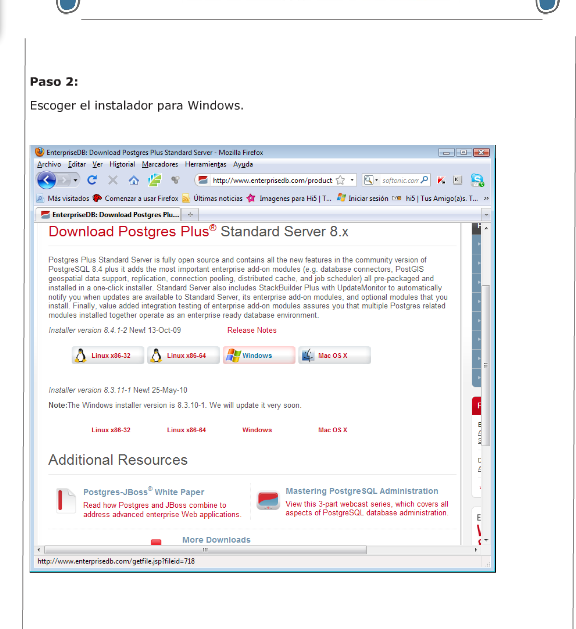 Paso 2:
Escoger el instalador para Windows.
EnterpriseDB: Download Postgres Plus Standard Server - Mozilla Firefox
Archivo Editar Ver Historial Marcadores Herramientas Ayuda
http://www.enterprisedb.com/product
softonic.com
Más visitados Comenzar a usar Firefox Últimas noticias Imagenes para Hi5 | T... Iniciar sesión hi5 | Tus Amigo(a)s. T... »
EnterpriseDB: Download Postgres Plu...
Download Postgres Plus® Standard Server 8.x
Postgres Plus Standard Server is fully open source and contains all the new features in the community version of
PostgreSQL 8.4 plus it adds the most important enterprise add-on modules (e.g. database connectors, PostGIS
geospatial data support, replication, connection pooling, distributed cache, and job scheduler) all pre-packaged and
installed in a one-click installer. Standard Server also includes StackBuilder Plus with UpdateMonitor to automatically
notify you when updates are available to Standard Server, its enterprise add-on modules, and optional modules that you
install. Finally, value added integration testing of enterprise add-on modules assures you that multiple Postgres related
modules installed together operate as an enterprise ready database environment.
Installer version 8.4.1-2 New! 13-Oct-09 Release Notes
Linux x86-32 Linux x86-64 Windows Mac OS X
Installer version 8.3.11-1 New! 25-May-10
Note:The Windows installer version is 8.3.10-1. We will update it very soon.
Linux x86-32 Linux x86-64 Windows Mac OS X
Additional Resources
Postgres-JBoss® White Paper
Read how Postgres and JBoss combine to
address advanced enterprise Web applications.
Mastering PostgreSQL Administration
View this 3-part webcast series, which covers all
aspects of PostgreSQL database administration.
More Downloads
http://www.enterprisedb.com/getfile.jsp?fileid=718